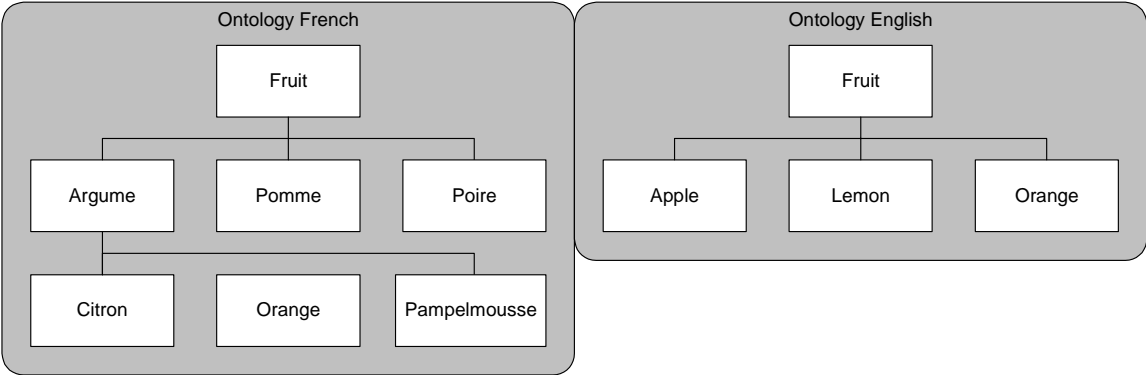 Ontology French
Fruit
Argume
Pomme
Poire
Citron
Orange
Pampelmousse
Ontology English
Fruit
Apple
Lemon
Orange